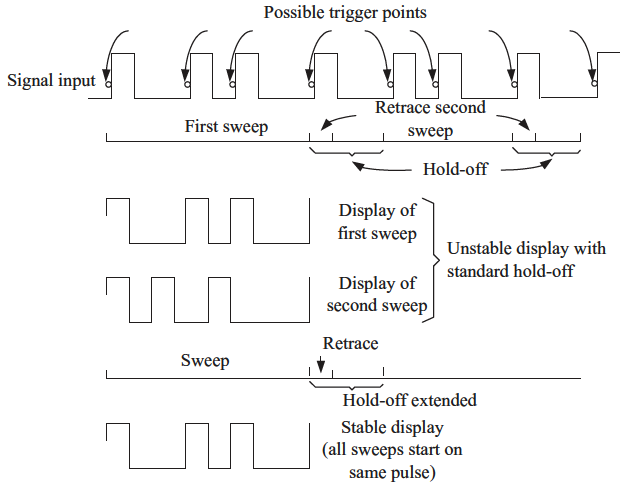 Possible trigger points
Signal input
First sweep
Retrace second
sweep
Hold-off
Display of
first sweep
Display of
second sweep
Unstable display with
standard hold-off
Retrace
Sweep
Hold-off extended
Stable display
(all sweeps start on
same pulse)